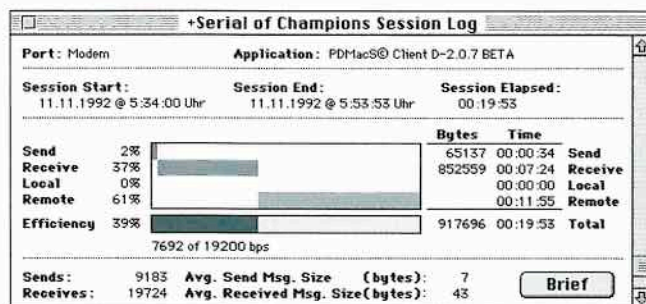 +Serial of Champions Session Log
Port: Modem Application: PDMacS© Client D-2.0.7 BETA
Session Start: Session End: Session Elapsed:
11.11.1992 @ 5:34:00 Uhr 11.11.1992 @ 5:53:53 Uhr 00:19:53
Bytes Time
Send 2% 65137 00:00:34 Send
Receive 37% 852559 00:07:24 Receive
Local 0% 00:00:00 Local
Remote 61% 00:11:55 Remote
Efficiency 39% 917696 00:19:53 Total
7692 of 19200 bps
Sends: 9183 Avg. Send Msg. Size (bytes): 7
Receives: 19724 Avg. Received Msg. Size(bytes): 43
Brief